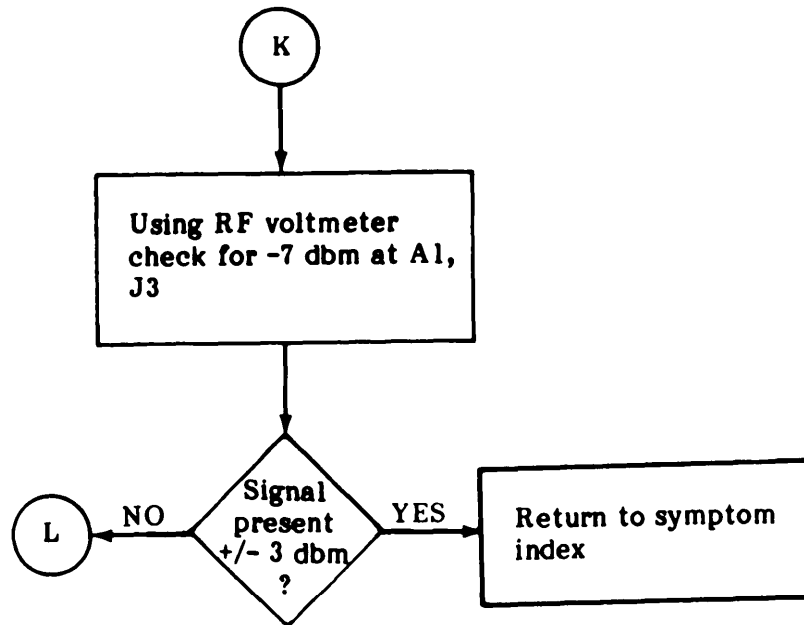 K
Using RF voltmeter
check for -7 dbm at A1,
J3
Signal
present
+/- 3 dbm
?
NO
L
YES
Return to symptom
index